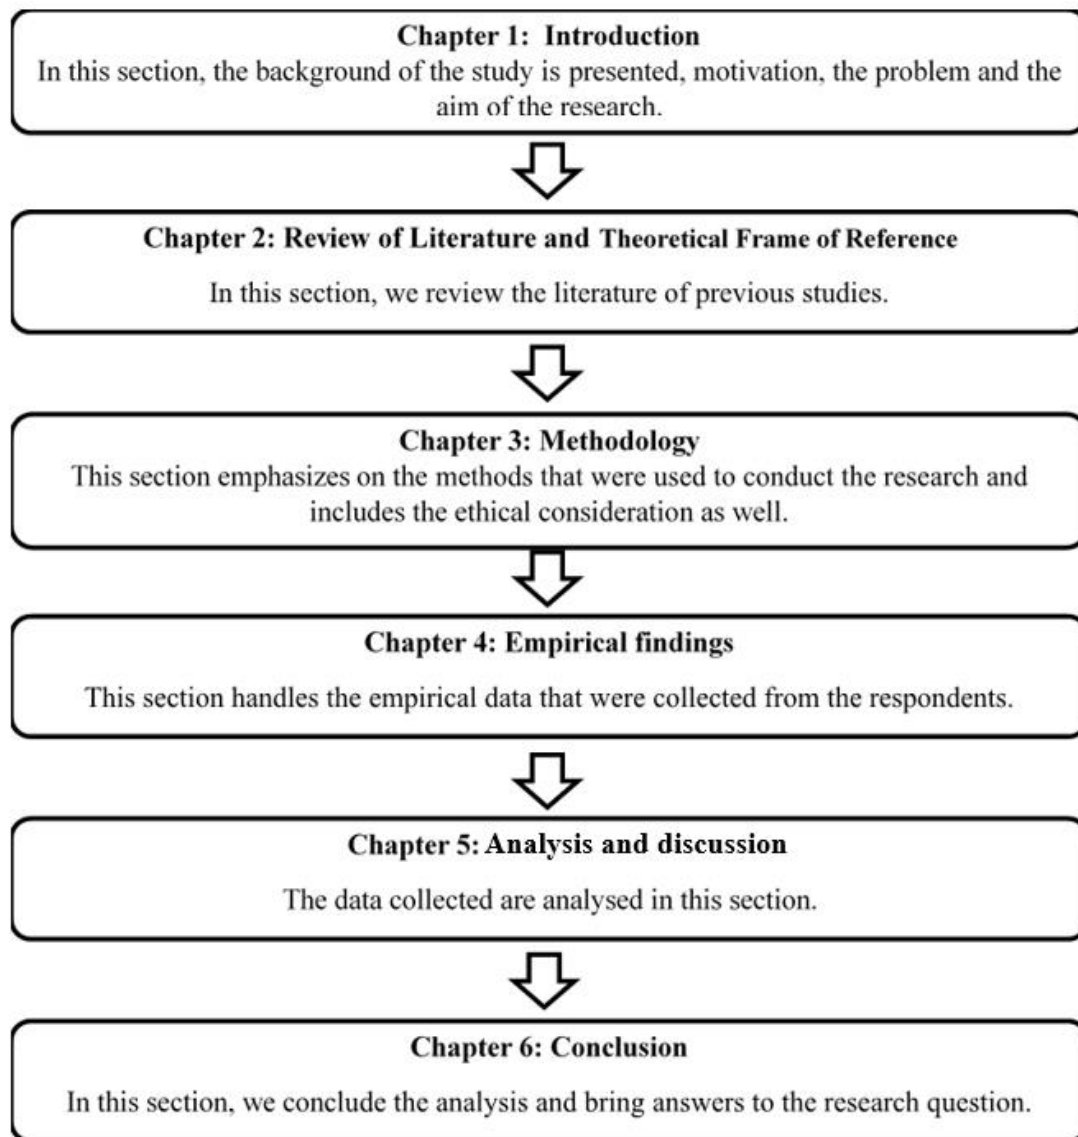 Chapter 1: Introduction
In this section, the background of the study is presented, motivation, the problem and the
aim of the research.
Chapter 2: Review of Literature and Theoretical Frame of Reference
In this section, we review the literature of previous studies.
Chapter 3: Methodology
This section emphasizes on the methods that were used to conduct the research and
includes the ethical consideration as well.
Chapter 4: Empirical findings
This section handles the empirical data that were collected from the respondents.
Chapter 5: Analysis and discussion
The data collected are analysed in this section.
Chapter 6: Conclusion
In this section, we conclude the analysis and bring answers to the research question.